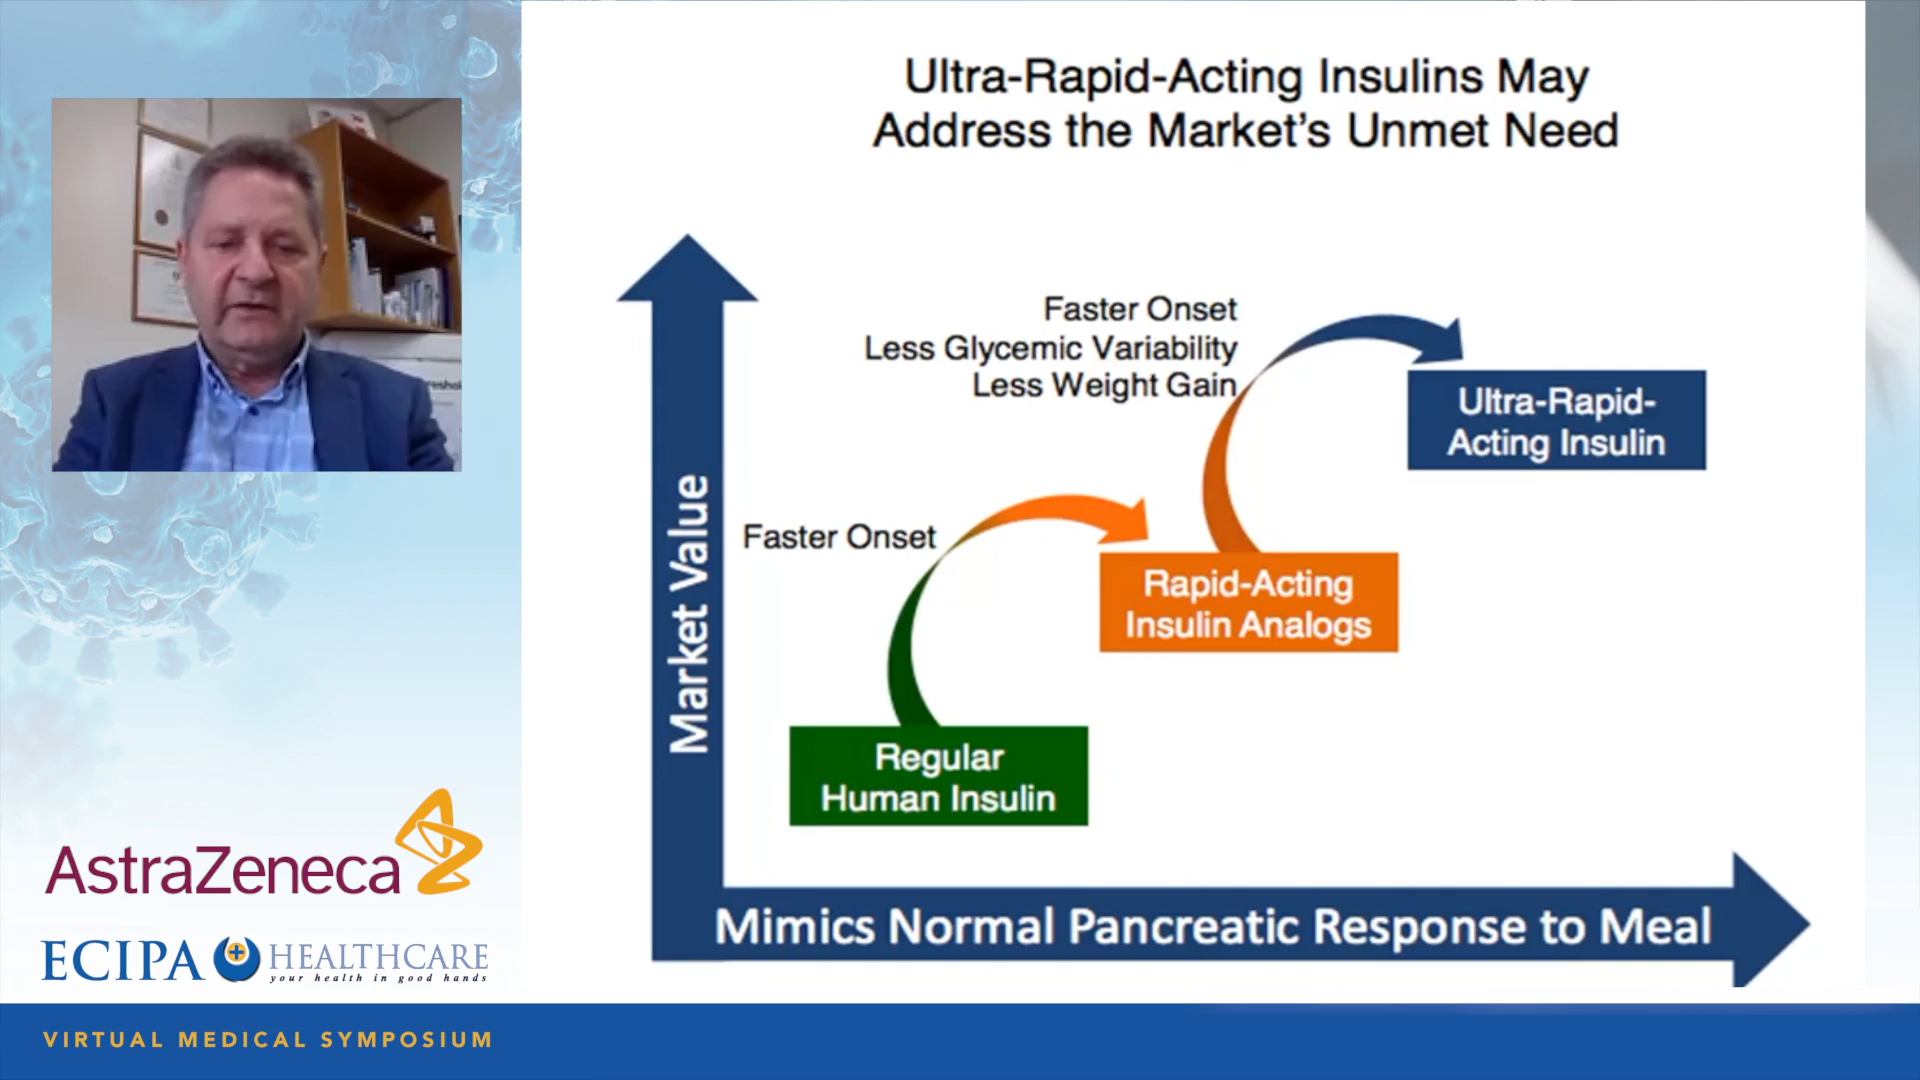 Ultra-Rapid-Acting Insulins May
Address the Market's Unmet Need
Faster Onset
Less Glycemic Variability
Less Weight Gain
Ultra-Rapid-
Acting Insulin
Faster Onset
Rapid-Acting
Insulin Analogs
Regular
Human Insulin
Market Value
Mimics Normal Pancreatic Response to Meal
AstraZeneca
ECIPA HEALTHCARE
your health in good hands
VIRTUAL MEDICAL SYMPOSIUM